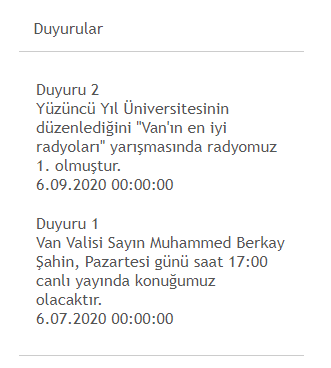 Duyurular
Duyuru 2
Yüzüncü Yıl Üniversitesinin
düzenlediğini "Van'ın en iyi
radyoları" yarışmasında radyomuz
1. olmuştur.
6.09.2020 00:00:00
Duyuru 1
Van Valisi Sayın Muhammed Berkay
Şahin, Pazartesi günü saat 17:00
canlı yayında konuğumuz
olacaktır.
6.07.2020 00:00:00